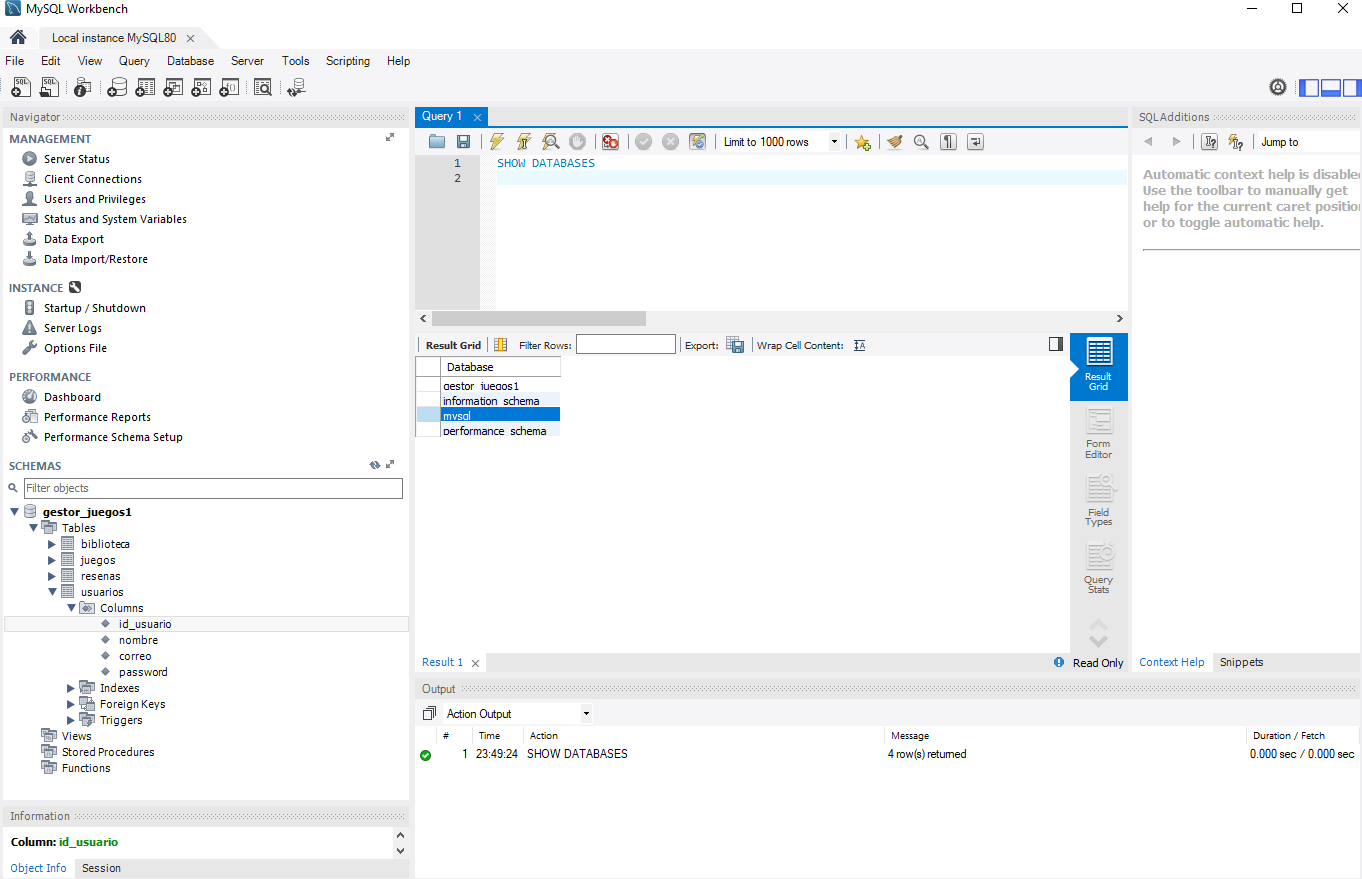 MySQL Workbench
Local instance MySQL80
File Edit View Query Database Server Tools Scripting Help
Navigator
MANAGEMENT
Server Status
Client Connections
Users and Privileges
Status and System Variables
Data Export
Data Import/Restore
INSTANCE
Startup / Shutdown
Server Logs
Options File
PERFORMANCE
Dashboard
Performance Reports
Performance Schema Setup
SCHEMAS
Filter objects
gestor_juegos1
Tables
biblioteca
juegos
resenas
usuarios
Columns
id_usuario
nombre
correo
password
Indexes
Foreign Keys
Triggers
Views
Stored Procedures
Functions
Information
Column: id_usuario
Object Info Session
Query 1
Limit to 1000 rows
1 SHOW DATABASES
2
Result Grid Filter Rows: Export: Wrap Cell Content:
Database
gestor_juegos1
information_schema
mysql
performance_schema
Result
Grid
Form
Editor
Field
Types
Query
Stats
Result 1
Read Only
SQLAdditions
Jump to
Automatic context help is disabled
Use the toolbar to manually get
help for the current caret position
or to toggle automatic help.
Context Help Snippets
Output
Action Output
# Time Action Message Duration / Fetch
1 23:49:24 SHOW DATABASES 4 row(s) returned 0.000 sec / 0.000 sec